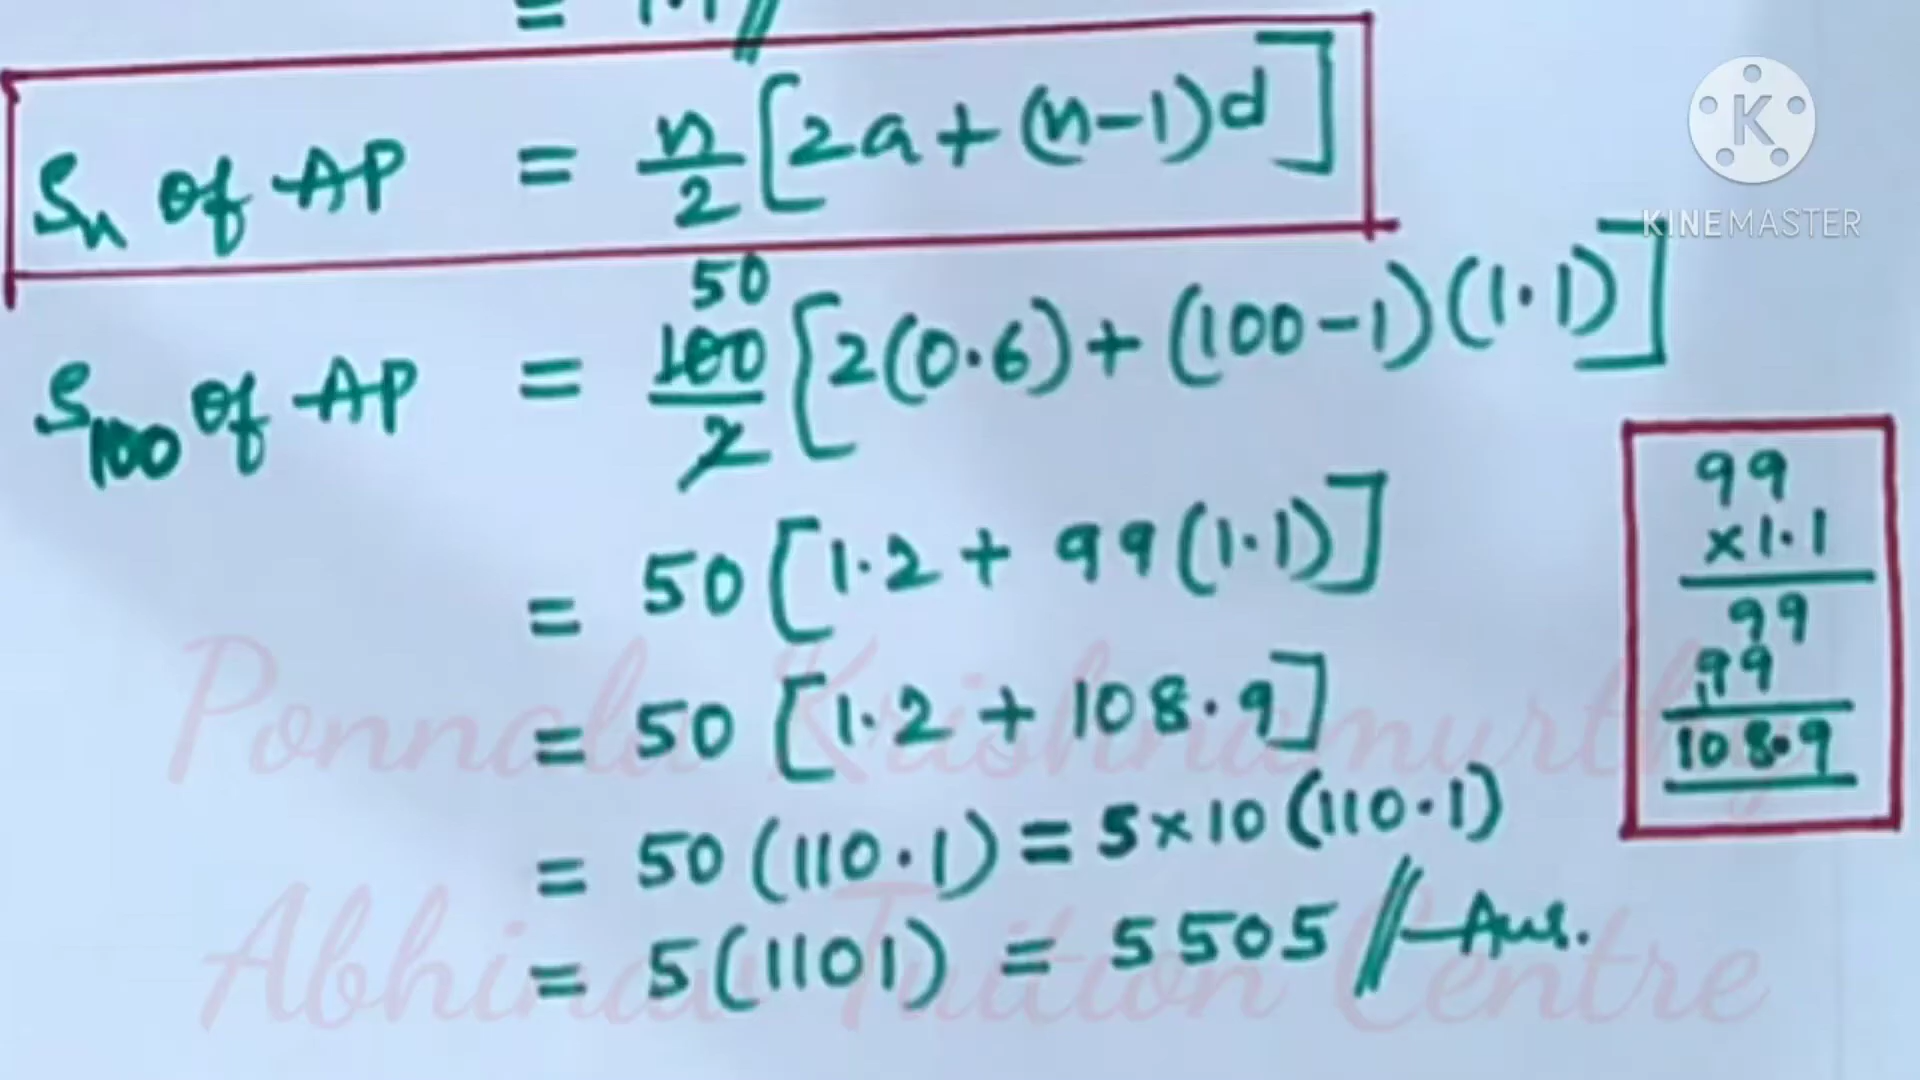 Sn of AP = n/2 [2a + (n-1)d]
KINEMASTER
50
S100 of AP = 100/2 [2(0.6) + (100-1)(1.1)]
= 50 [1.2 + 99(1.1)]
= 50 [1.2 + 108.9]
= 50 (110.1) = 5×10 (110.1)
= 5(1101) = 5505 // Ans.
99
×1.1
99
99
108.9
Ponnala Krishnamurthy
Abhinav Tuition Centre